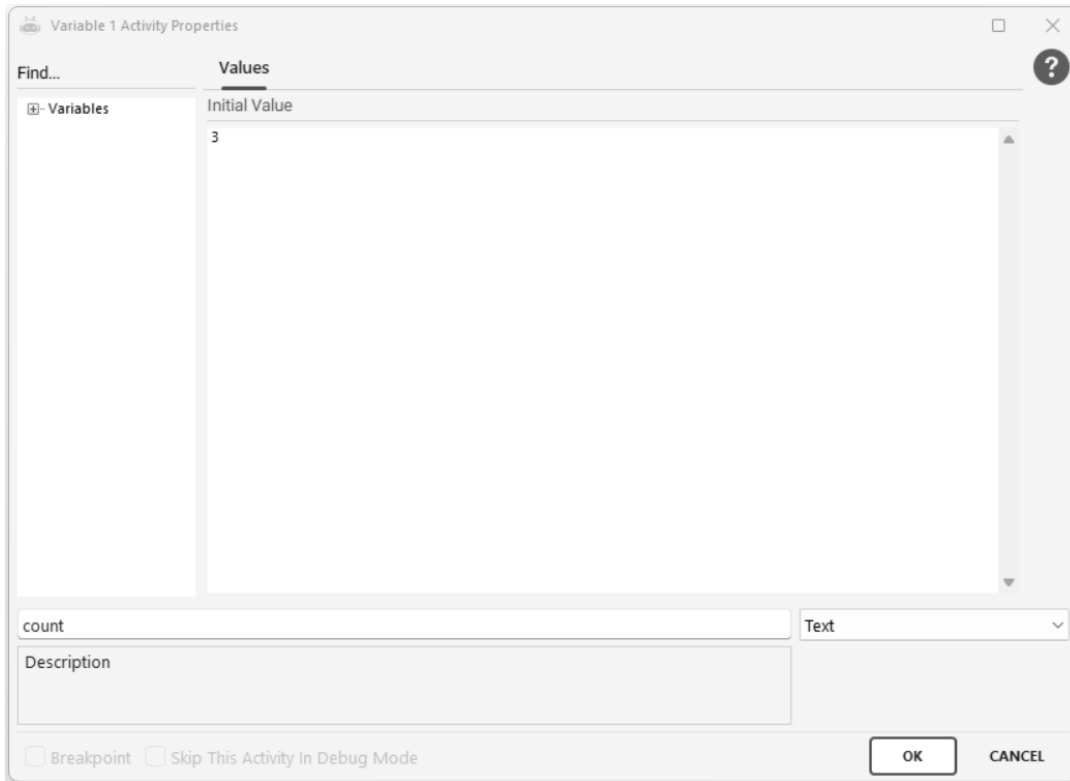 Variable 1 Activity Properties
Find...
Values
?
Variables
Initial Value
3
count
Text
Description
Breakpoint
Skip This Activity In Debug Mode
OK
CANCEL